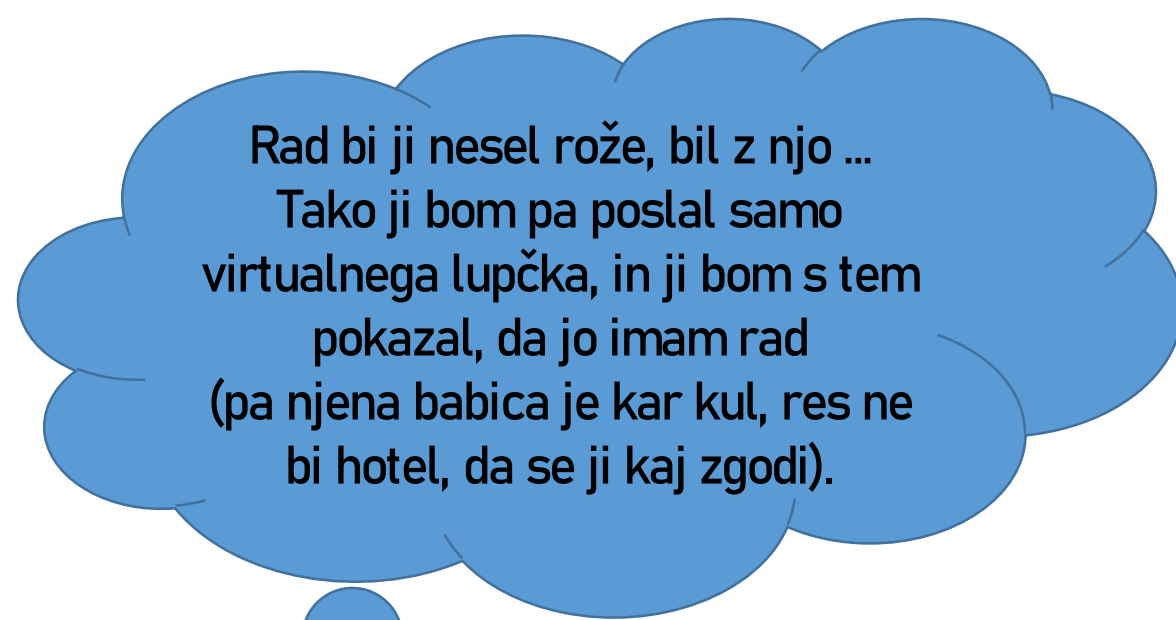 Rad bi ji nesel rože, bil z njo ...
Tako ji bom pa poslal samo
virtualnega lupčka, in ji bom s tem
pokazal, da jo imam rad
(pa njena babica je kar kul, res ne
bi hotel, da se ji kaj zgodi).